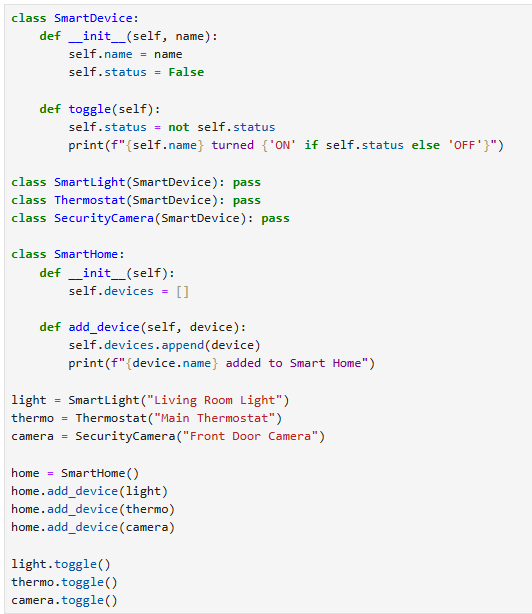 class SmartDevice:
    def __init__(self, name):
        self.name = name
        self.status = False

    def toggle(self):
        self.status = not self.status
        print(f"{self.name} turned {'ON' if self.status else 'OFF'}")

class SmartLight(SmartDevice): pass
class Thermostat(SmartDevice): pass
class SecurityCamera(SmartDevice): pass

class SmartHome:
    def __init__(self):
        self.devices = []

    def add_device(self, device):
        self.devices.append(device)
        print(f"{device.name} added to Smart Home")

light = SmartLight("Living Room Light")
thermo = Thermostat("Main Thermostat")
camera = SecurityCamera("Front Door Camera")

home = SmartHome()
home.add_device(light)
home.add_device(thermo)
home.add_device(camera)

light.toggle()
thermo.toggle()
camera.toggle()